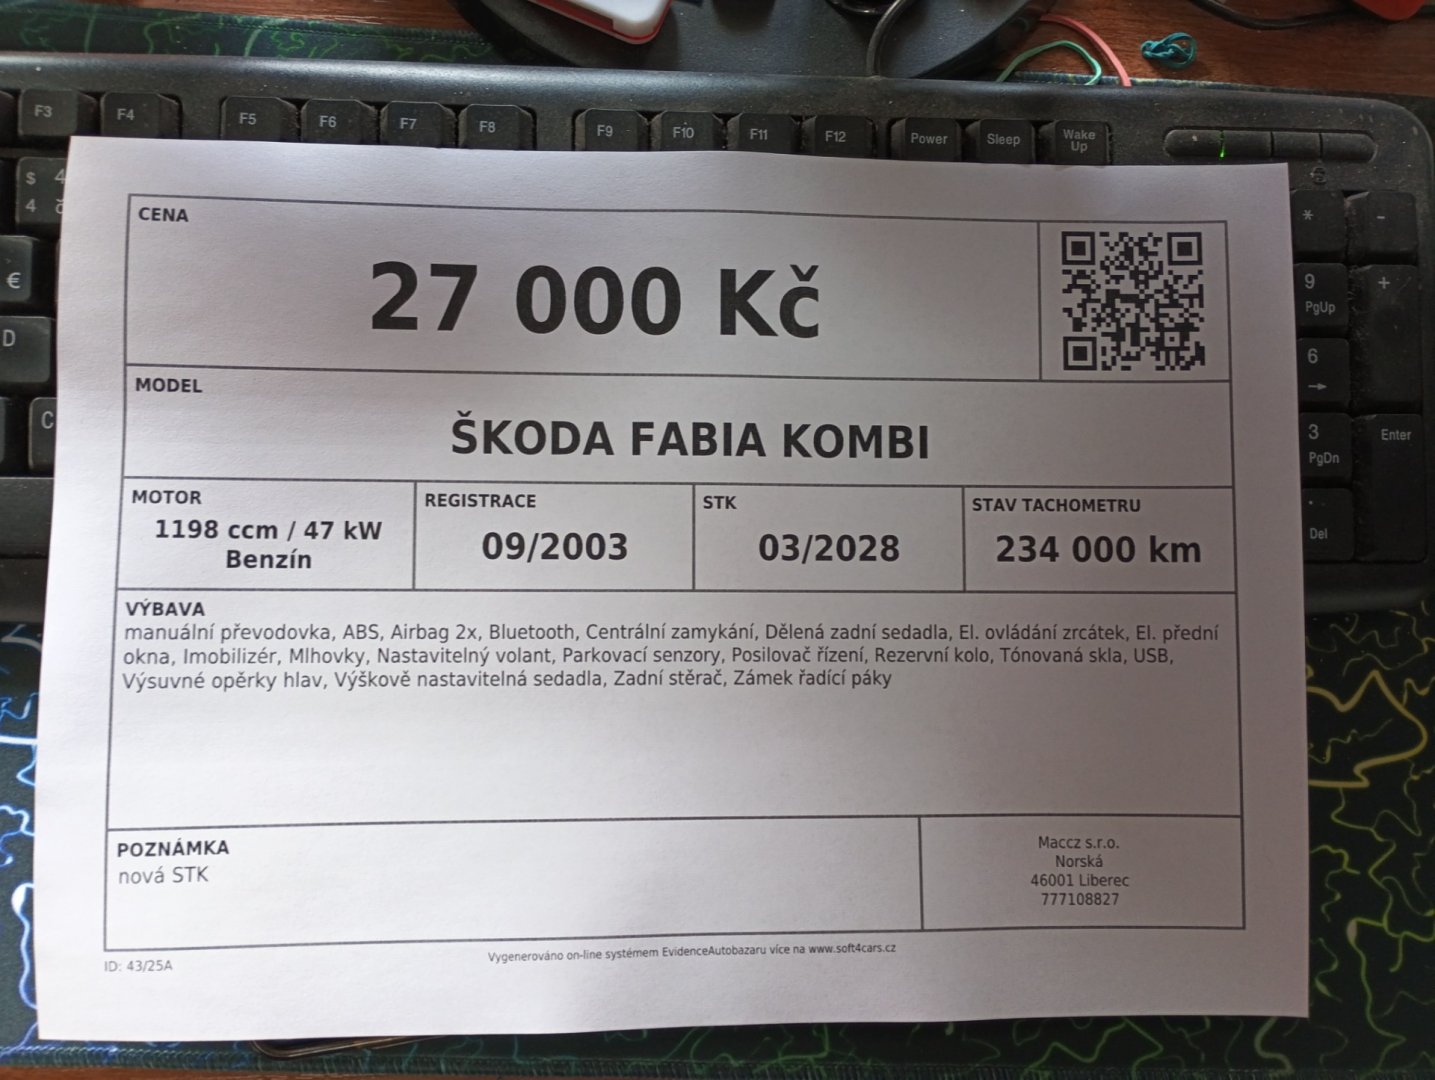 F3 F4 F5 F6 F7 F8 F9 F10 F11 F12 Power Sleep Wake Up
$ 4
4
€
D
C
* -
9 PgUp +
6 →
3 PgDn Enter
. Del
CENA
27 000 Kč
MODEL
ŠKODA FABIA KOMBI
MOTOR
1198 ccm / 47 kW
Benzín
REGISTRACE
09/2003
STK
03/2028
STAV TACHOMETRU
234 000 km
VÝBAVA
manuální převodovka, ABS, Airbag 2x, Bluetooth, Centrální zamykání, Dělená zadní sedadla, El. ovládání zrcátek, El. přední
okna, Imobilizér, Mlhovky, Nastavitelný volant, Parkovací senzory, Posilovač řízení, Rezervní kolo, Tónovaná skla, USB,
Výsuvné opěrky hlav, Výškově nastavitelná sedadla, Zadní stěrač, Zámek řadící páky
POZNÁMKA
nová STK
Maccz s.r.o.
Norská
46001 Liberec
777108827
ID: 43/25A
Vygenerováno on-line systémem EvidenceAutobazaru více na www.soft4cars.cz